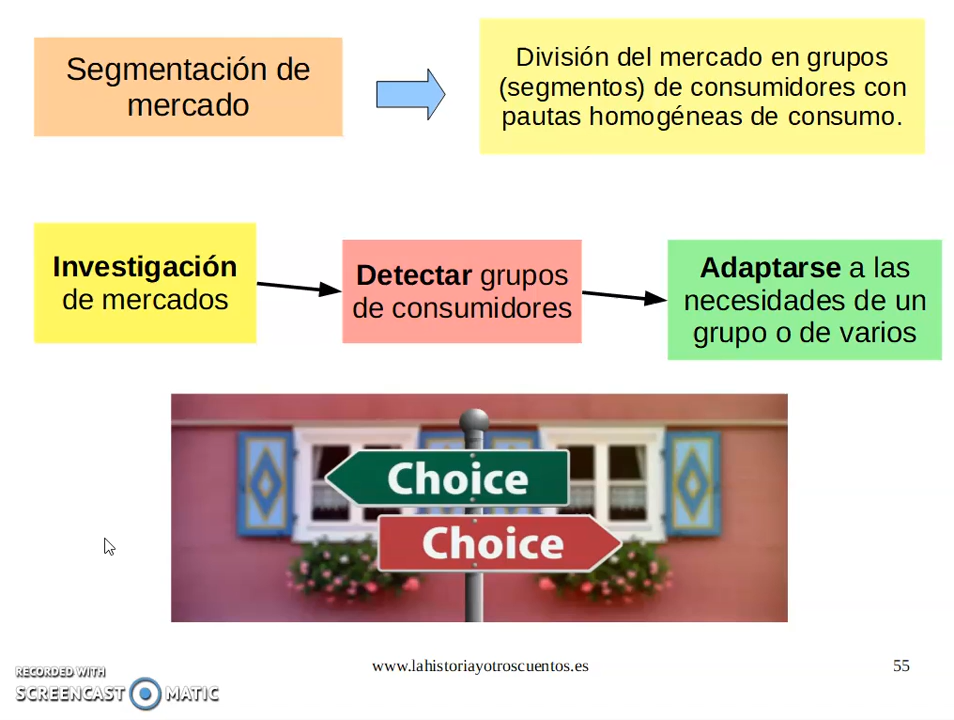 Segmentación de
mercado
División del mercado en grupos
(segmentos) de consumidores con
pautas homogéneas de consumo.
Investigación
de mercados
Detectar grupos
de consumidores
Adaptarse a las
necesidades de un
grupo o de varios
Choice
Choice
www.lahistoriayotroscuentos.es
55
RECORDED WITH
SCREENCAST MATIC